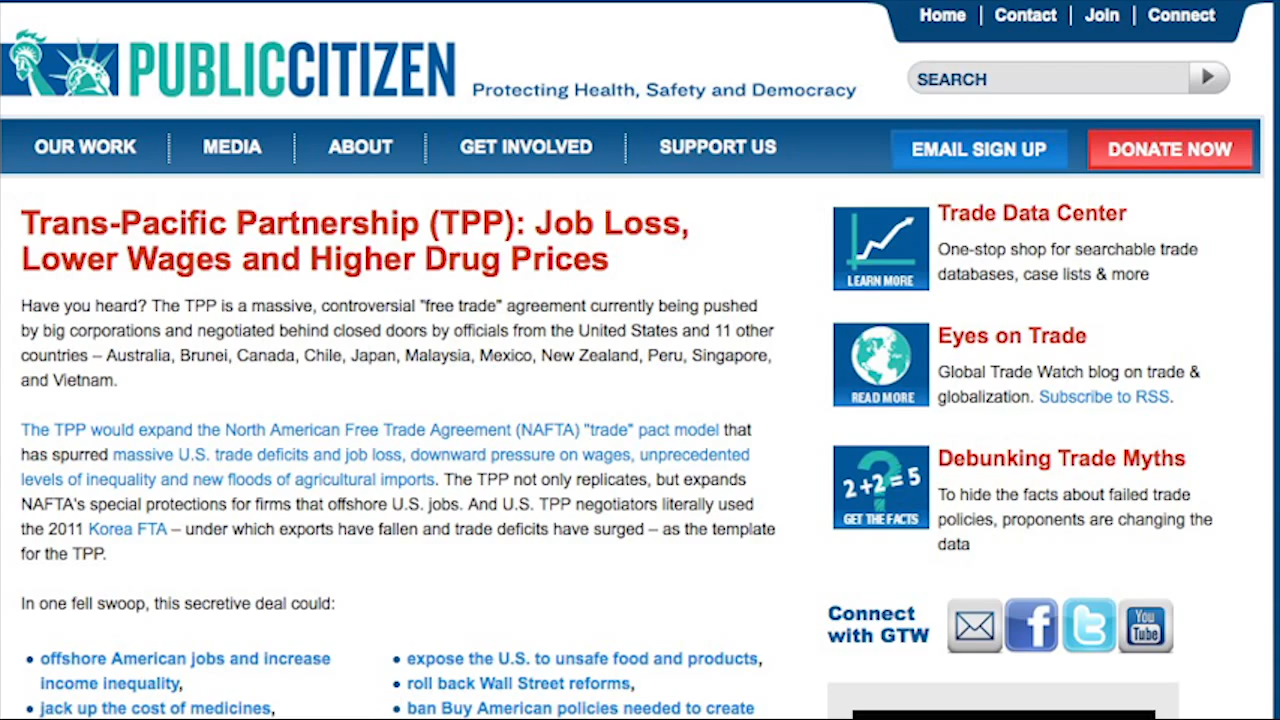 Home | Contact | Join | Connect
PUBLICCITIZEN
Protecting Health, Safety and Democracy
SEARCH
OUR WORK
MEDIA
ABOUT
GET INVOLVED
SUPPORT US
EMAIL SIGN UP
DONATE NOW
Trans-Pacific Partnership (TPP): Job Loss,
Lower Wages and Higher Drug Prices
Have you heard? The TPP is a massive, controversial "free trade" agreement currently being pushed
by big corporations and negotiated behind closed doors by officials from the United States and 11 other
countries – Australia, Brunei, Canada, Chile, Japan, Malaysia, Mexico, New Zealand, Peru, Singapore,
and Vietnam.
The TPP would expand the North American Free Trade Agreement (NAFTA) "trade" pact model that
has spurred massive U.S. trade deficits and job loss, downward pressure on wages, unprecedented
levels of inequality and new floods of agricultural imports. The TPP not only replicates, but expands
NAFTA's special protections for firms that offshore U.S. jobs. And U.S. TPP negotiators literally used
the 2011 Korea FTA – under which exports have fallen and trade deficits have surged – as the template
for the TPP.
In one fell swoop, this secretive deal could:
• offshore American jobs and increase
income inequality,
• jack up the cost of medicines,
• expose the U.S. to unsafe food and products,
• roll back Wall Street reforms,
• ban Buy American policies needed to create
LEARN MORE
Trade Data Center
One-stop shop for searchable trade
databases, case lists & more
READ MORE
Eyes on Trade
Global Trade Watch blog on trade &
globalization. Subscribe to RSS.
2+2=5
?
GET THE FACTS
Debunking Trade Myths
To hide the facts about failed trade
policies, proponents are changing the
data
Connect
with GTW
f
t
You
Tube